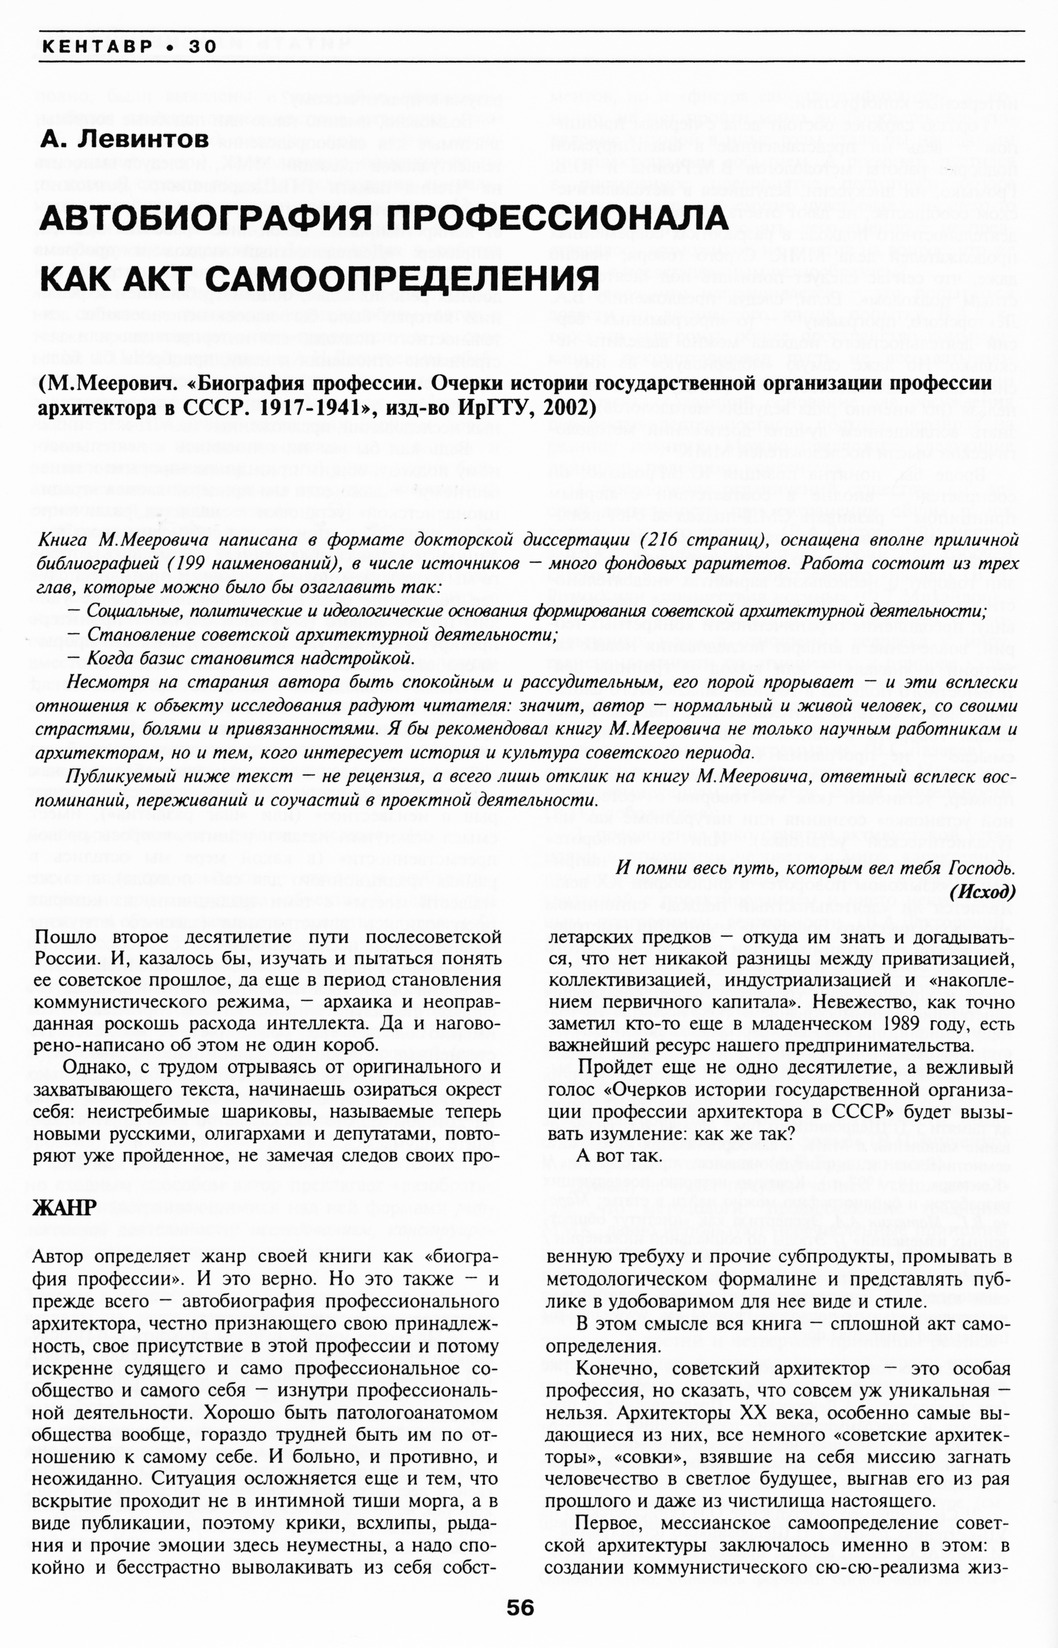 КЕНТАВР • 30
А. Левинтов
АВТОБИОГРАФИЯ ПРОФЕССИОНАЛА
КАК АКТ САМООПРЕДЕЛЕНИЯ
(М.Меерович. «Биография профессии. Очерки истории государственной организации профессии
архитектора в СССР. 1917-1941», изд-во ИрГТУ, 2002)
Книга М.Мееровича написана в формате докторской диссертации (216 страниц), оснащена вполне приличной
библиографией (199 наименований), в числе источников — много фондовых раритетов. Работа состоит из трех
глав, которые можно было бы озаглавить так:
— Социальные, политические и идеологические основания формирования советской архитектурной деятельности;
— Становление советской архитектурной деятельности;
— Когда базис становится надстройкой.
Несмотря на старания автора быть спокойным и рассудительным, его порой прорывает — и эти всплески
отношения к объекту исследования радуют читателя: значит, автор — нормальный и живой человек, со своими
страстями, болями и привязанностями. Я бы рекомендовал книгу М.Мееровича не только научным работникам и
архитекторам, но и тем, кого интересует история и культура советского периода.
Публикуемый ниже текст — не рецензия, а всего лишь отклик на книгу М.Мееровича, ответный всплеск вос-
поминаний, переживаний и соучастий в проектной деятельности.
И помни весь путь, которым вел тебя Господь.
(Исход)
Пошло второе десятилетие пути послесоветской
России. И, казалось бы, изучать и пытаться понять
ее советское прошлое, да еще в период становления
коммунистического режима, — архаика и неоправ-
данная роскошь расхода интеллекта. Да и нагово-
рено-написано об этом не один короб.
Однако, с трудом отрываясь от оригинального и
захватывающего текста, начинаешь озираться окрест
себя: неистребимые шариковы, называемые теперь
новыми русскими, олигархами и депутатами, повто-
ряют уже пройденное, не замечая следов своих про-
летарских предков — откуда им знать и догадывать-
ся, что нет никакой разницы между приватизацией,
коллективизацией, индустриализацией и «накопле-
нием первичного капитала». Невежество, как точно
заметил кто-то еще в младенческом 1989 году, есть
важнейший ресурс нашего предпринимательства.
Пройдет еще не одно десятилетие, а вежливый
голос «Очерков истории государственной организа-
ции профессии архитектора в СССР» будет вызы-
вать изумление: как же так?
А вот так.
ЖАНР
Автор определяет жанр своей книги как «биогра-
фия профессии». И это верно. Но это также — и
прежде всего — автобиография профессионального
архитектора, честно признающего свою принадлеж-
ность, свое присутствие в этой профессии и потому
искренне судящего и само профессиональное со-
общество и самого себя — изнутри профессиональ-
ной деятельности. Хорошо быть патологоанатомом
общества вообще, гораздо трудней быть им по от-
ношению к самому себе. И больно, и противно, и
неожиданно. Ситуация осложняется еще и тем, что
вскрытие проходит не в интимной тиши морга, а в
виде публикации, поэтому крики, всхлипы, рыда-
ния и прочие эмоции здесь неуместны, а надо спо-
койно и бесстрастно выволакивать из себя собст-
венную требуху и прочие субпродукты, промывать в
методологическом формалине и представлять пуб-
лике в удобоваримом для нее виде и стиле.
В этом смысле вся книга — сплошной акт само-
определения.
Конечно, советский архитектор — это особая
профессия, но сказать, что совсем уж уникальная —
нельзя. Архитекторы XX века, особенно самые вы-
дающиеся из них, все немного «советские архитек-
торы», «совки», взявшие на себя миссию загнать
человечество в светлое будущее, выгнав его из рая
прошлого и даже из чистилища настоящего.
Первое, мессианское самоопределение совет-
ской архитектуры заключалось именно в этом: в
создании коммунистического сю-сю-реализма жиз-
56